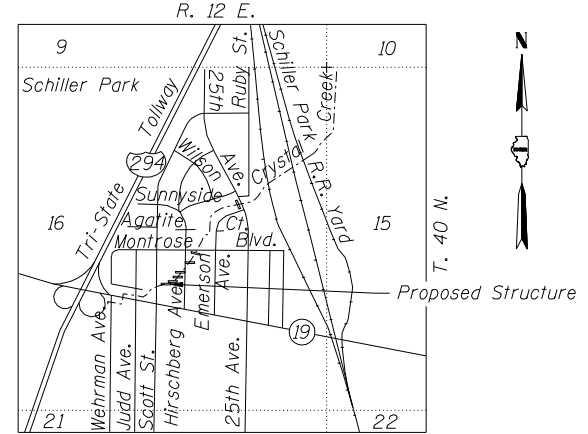 R. 12 E.
9
10
N
Schiller Park
Tollway
25th
Ruby St.
Schiller Park R.R. Yard
Creek
Crystal
294
Wilson Ave.
Sunnyside
Tri-State
16
Agatite
Ct.
15
T. 40 N.
Montrose Blvd.
Proposed Structure
Emerson Ave.
19
Wehrman Ave.
Judd Ave.
Scott St.
Hirschberg Ave.
25th Ave.
21
22